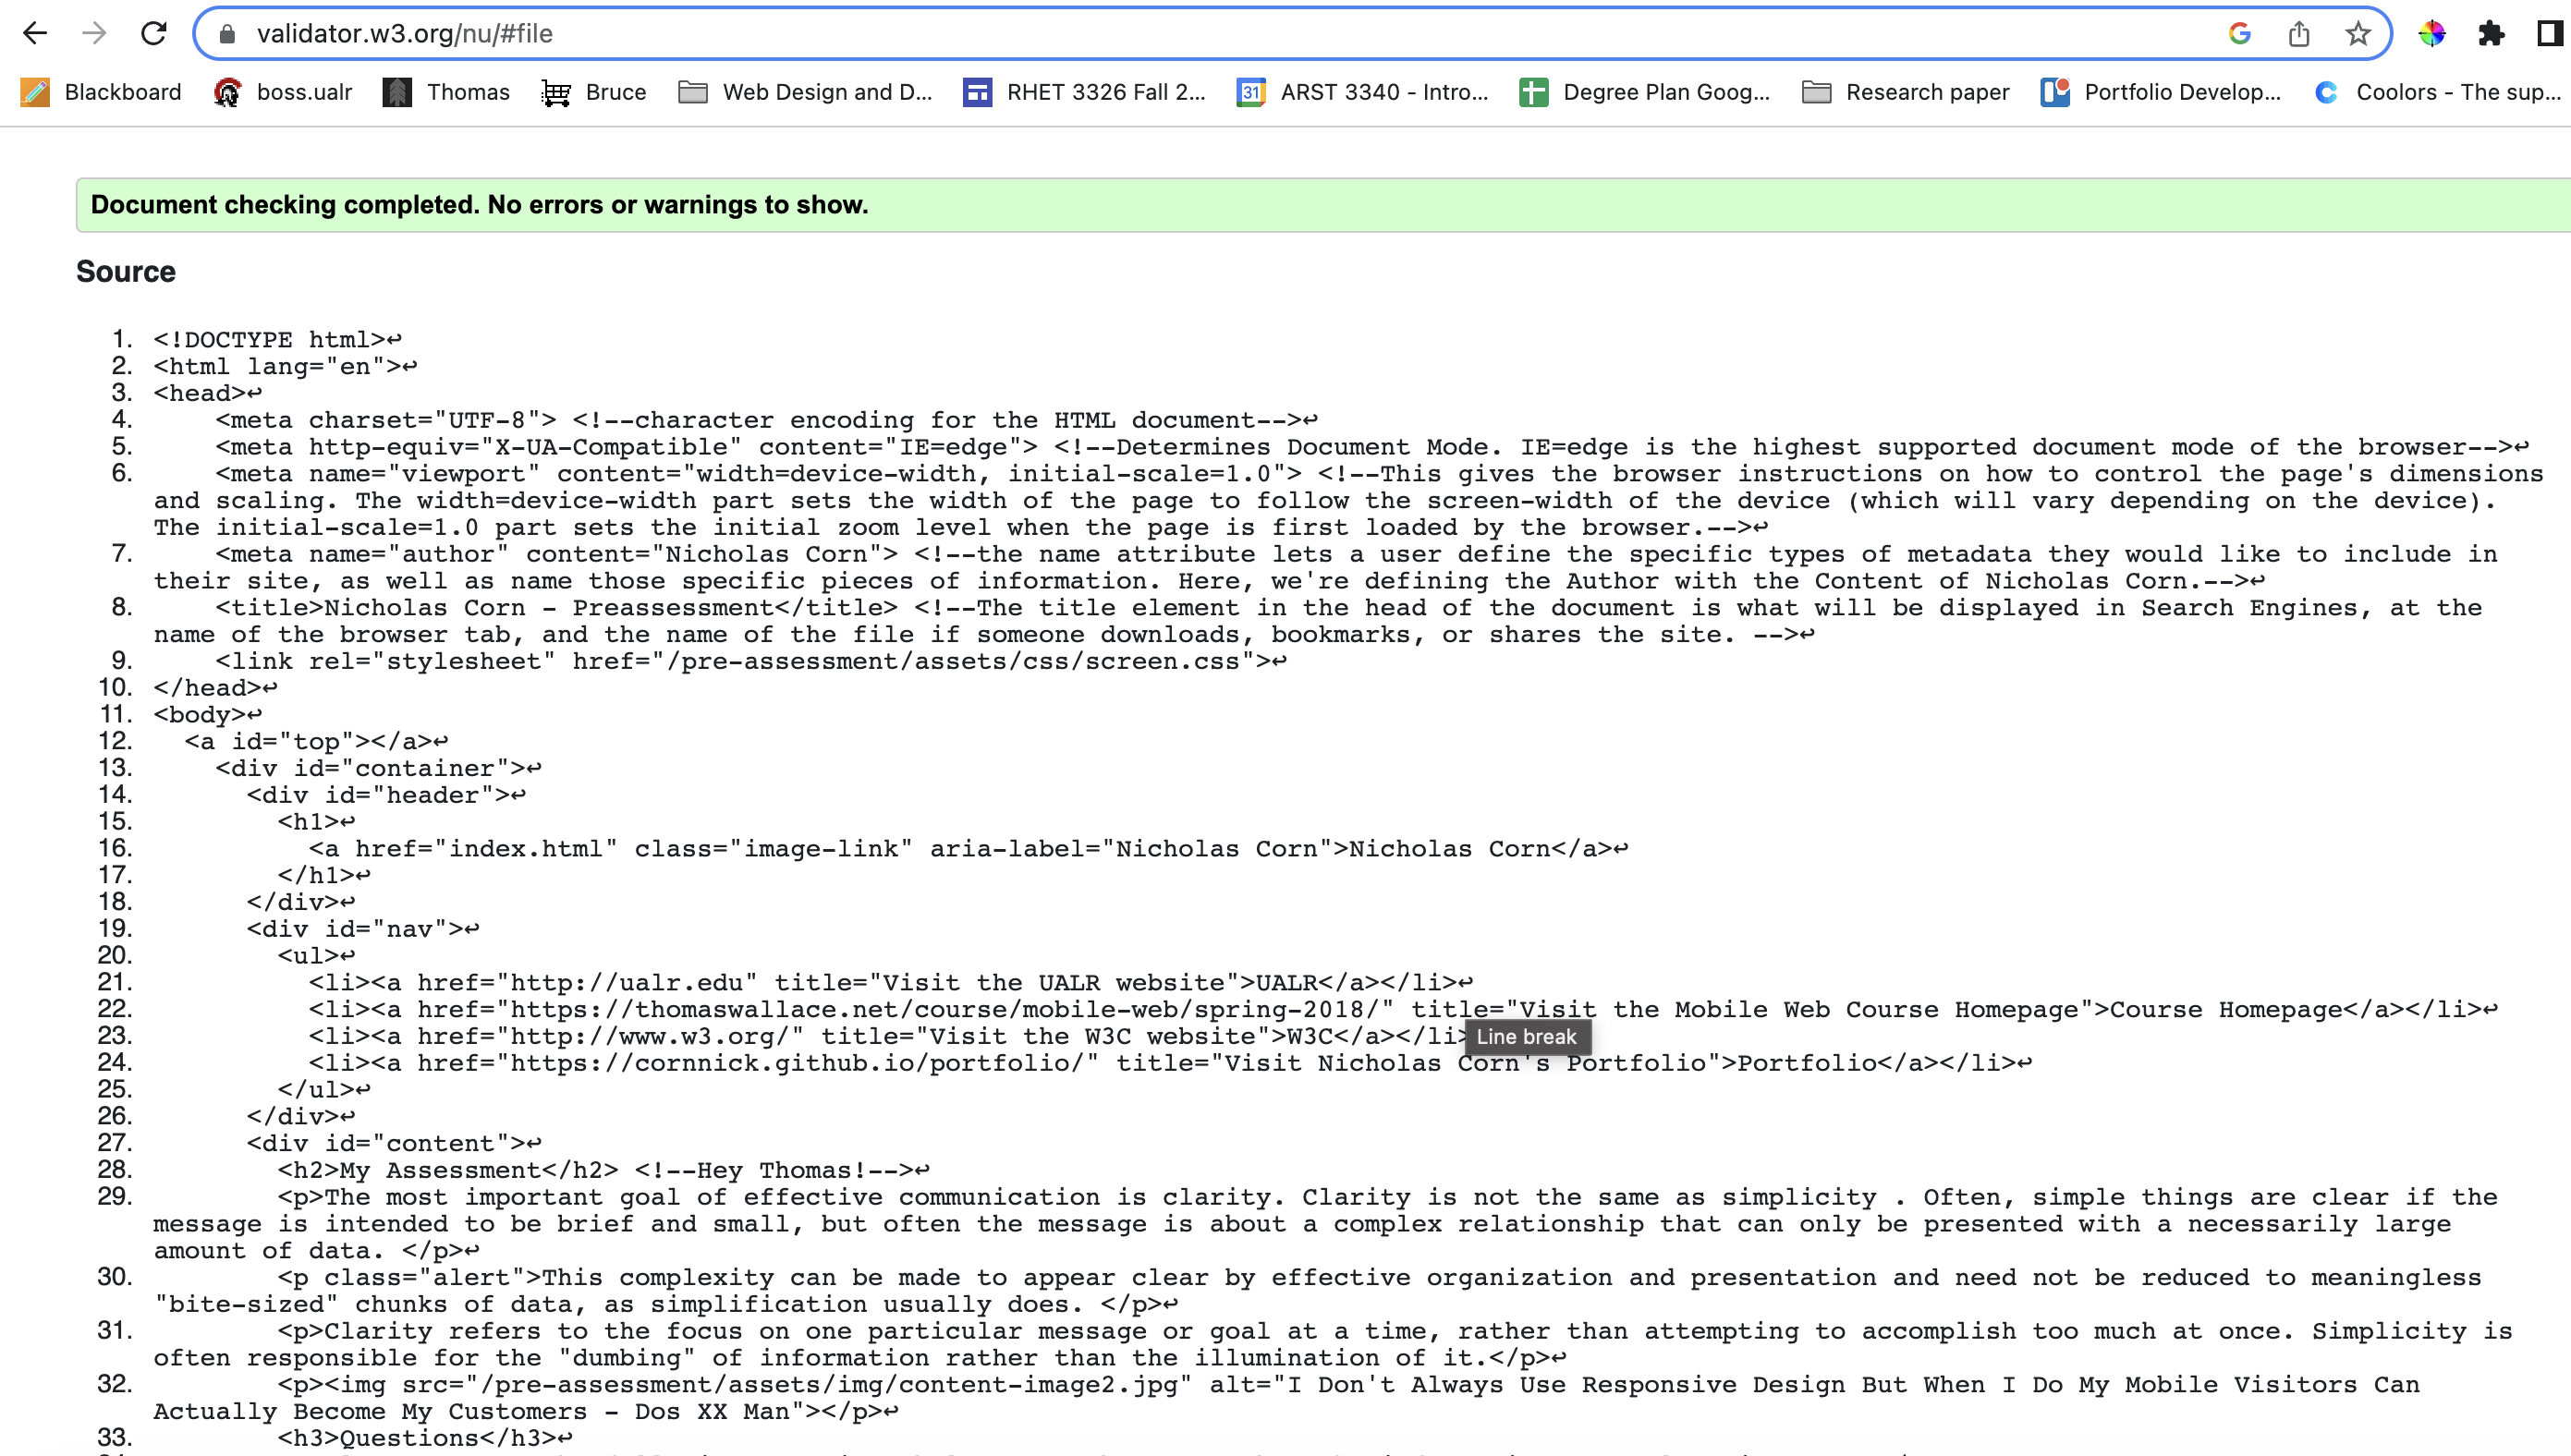 validator.w3.org/nu/#file
Blackboard boss.ualr Thomas Bruce Web Design and D... RHET 3326 Fall 2... 31 ARST 3340 - Intro... Degree Plan Goog... Research paper Portfolio Develop... Coolors - The sup...
Document checking completed. No errors or warnings to show.
Source
1. <!DOCTYPE html>↩
2. <html lang="en">↩
3. <head>↩
4. <meta charset="UTF-8"> <!--character encoding for the HTML document-->↩
5. <meta http-equiv="X-UA-Compatible" content="IE=edge"> <!--Determines Document Mode. IE=edge is the highest supported document mode of the browser-->↩
6. <meta name="viewport" content="width=device-width, initial-scale=1.0"> <!--This gives the browser instructions on how to control the page's dimensions
and scaling. The width=device-width part sets the width of the page to follow the screen-width of the device (which will vary depending on the device).
The initial-scale=1.0 part sets the initial zoom level when the page is first loaded by the browser.-->↩
7. <meta name="author" content="Nicholas Corn"> <!--the name attribute lets a user define the specific types of metadata they would like to include in
their site, as well as name those specific pieces of information. Here, we're defining the Author with the Content of Nicholas Corn.-->↩
8. <title>Nicholas Corn - Preassessment</title> <!--The title element in the head of the document is what will be displayed in Search Engines, at the
name of the browser tab, and the name of the file if someone downloads, bookmarks, or shares the site. -->↩
9. <link rel="stylesheet" href="/pre-assessment/assets/css/screen.css">↩
10. </head>↩
11. <body>↩
12. <a id="top"></a>↩
13. <div id="container">↩
14. <div id="header">↩
15. <h1>↩
16. <a href="index.html" class="image-link" aria-label="Nicholas Corn">Nicholas Corn</a>↩
17. </h1>↩
18. </div>↩
19. <div id="nav">↩
20. <ul>↩
21. <li><a href="http://ualr.edu" title="Visit the UALR website">UALR</a></li>↩
22. <li><a href="https://thomaswallace.net/course/mobile-web/spring-2018/" title="Visit the Mobile Web Course Homepage">Course Homepage</a></li>↩
23. <li><a href="http://www.w3.org/" title="Visit the W3C website">W3C</a></li>
Line break
24. <li><a href="https://cornnick.github.io/portfolio/" title="Visit Nicholas Corn's Portfolio">Portfolio</a></li>↩
25. </ul>↩
26. </div>↩
27. <div id="content">↩
28. <h2>My Assessment</h2> <!--Hey Thomas!-->↩
29. <p>The most important goal of effective communication is clarity. Clarity is not the same as simplicity . Often, simple things are clear if the
message is intended to be brief and small, but often the message is about a complex relationship that can only be presented with a necessarily large
amount of data. </p>↩
30. <p class="alert">This complexity can be made to appear clear by effective organization and presentation and need not be reduced to meaningless
"bite-sized" chunks of data, as simplification usually does. </p>↩
31. <p>Clarity refers to the focus on one particular message or goal at a time, rather than attempting to accomplish too much at once. Simplicity is
often responsible for the "dumbing" of information rather than the illumination of it.</p>↩
32. <p><img src="/pre-assessment/assets/img/content-image2.jpg" alt="I Don't Always Use Responsive Design But When I Do My Mobile Visitors Can
Actually Become My Customers - Dos XX Man"></p>↩
33. <h3>Questions</h3>↩